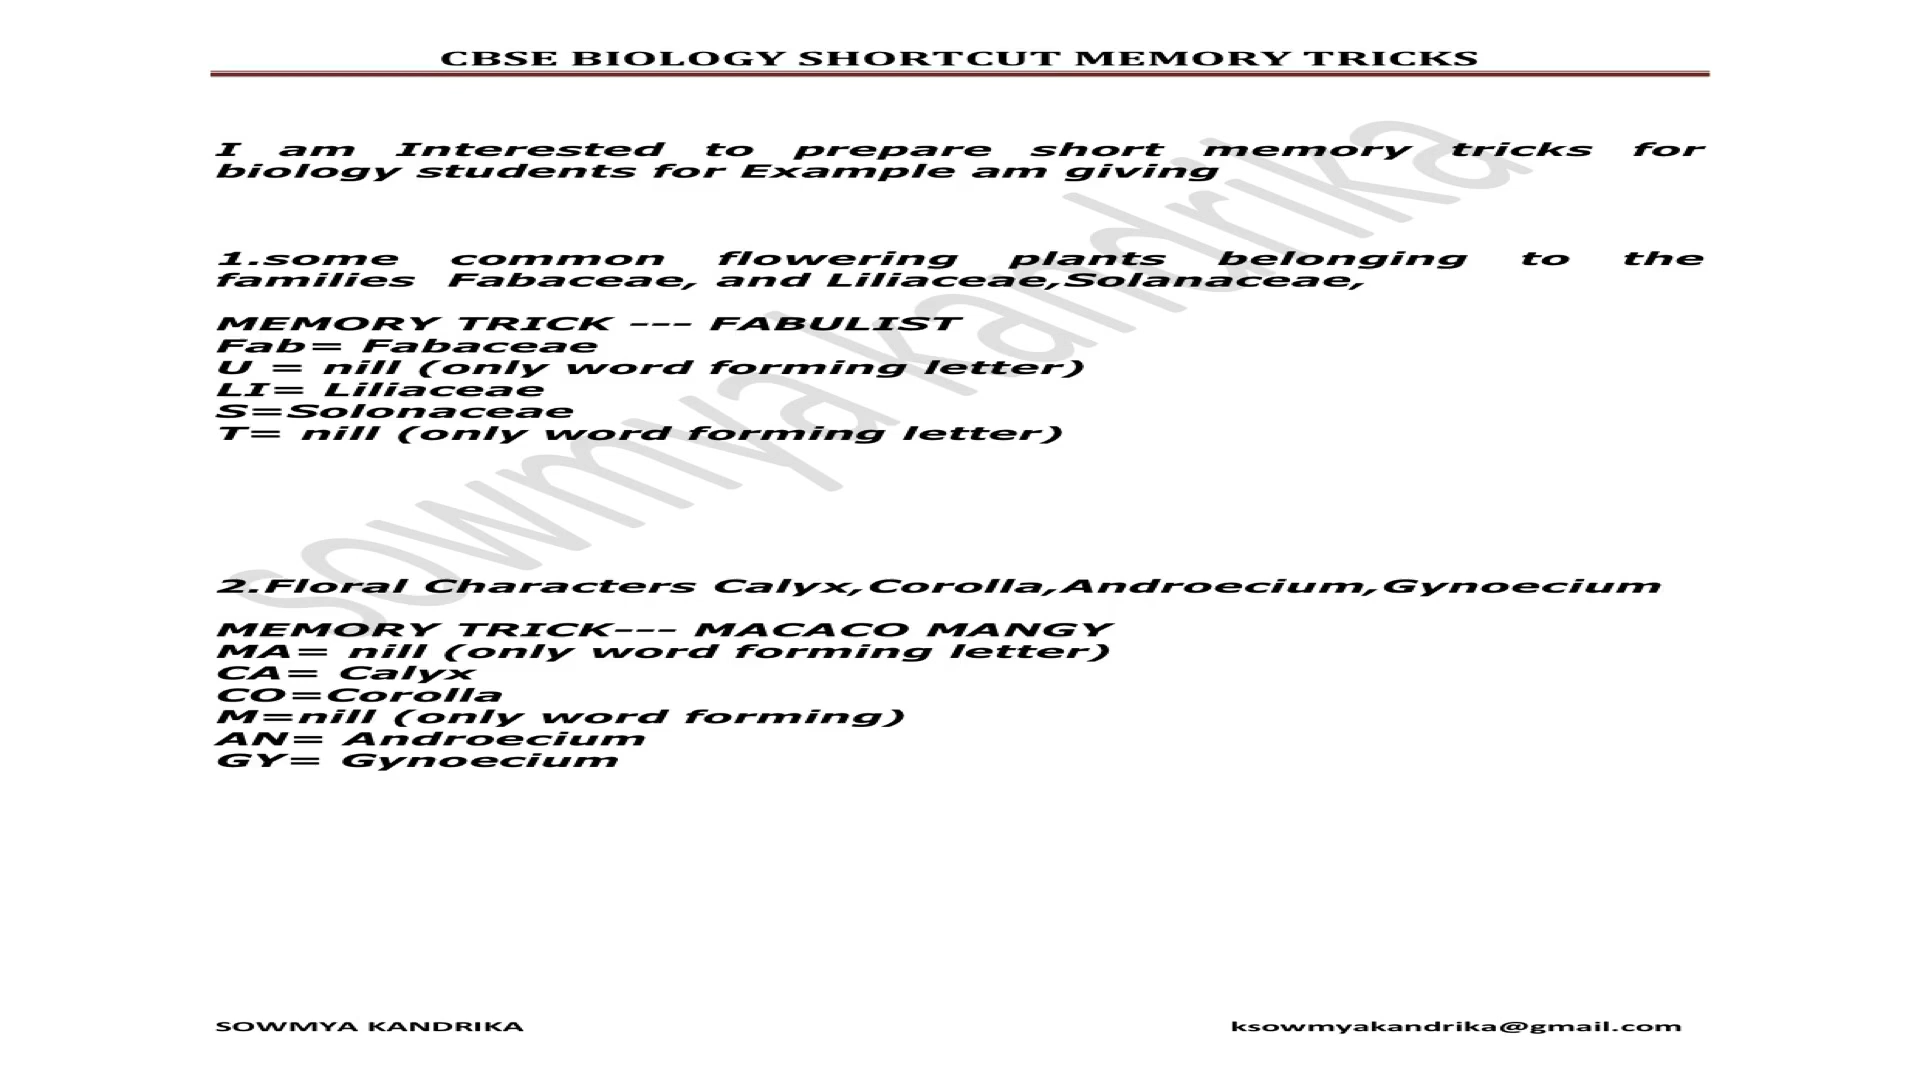 CBSE BIOLOGY SHORTCUT MEMORY TRICKS
I am Interested to prepare short memory tricks for
biology students for Example am giving
1.some common flowering plants belonging to the
families Fabaceae, and Liliaceae,Solanaceae,
MEMORY TRICK --- FABULIST
Fab= Fabaceae
U = nill (only word forming letter)
LI= Liliaceae
S=Solonaceae
T= nill (only word forming letter)
2.Floral Characters Calyx,Corolla,Androecium,Gynoecium
MEMORY TRICK--- MACACO MANGY
MA= nill (only word forming letter)
CA= Calyx
CO=Corolla
M=nill (only word forming)
AN= Androecium
GY= Gynoecium
sowmya kandrika
SOWMYA KANDRIKA ksowmyakandrika@gmail.com